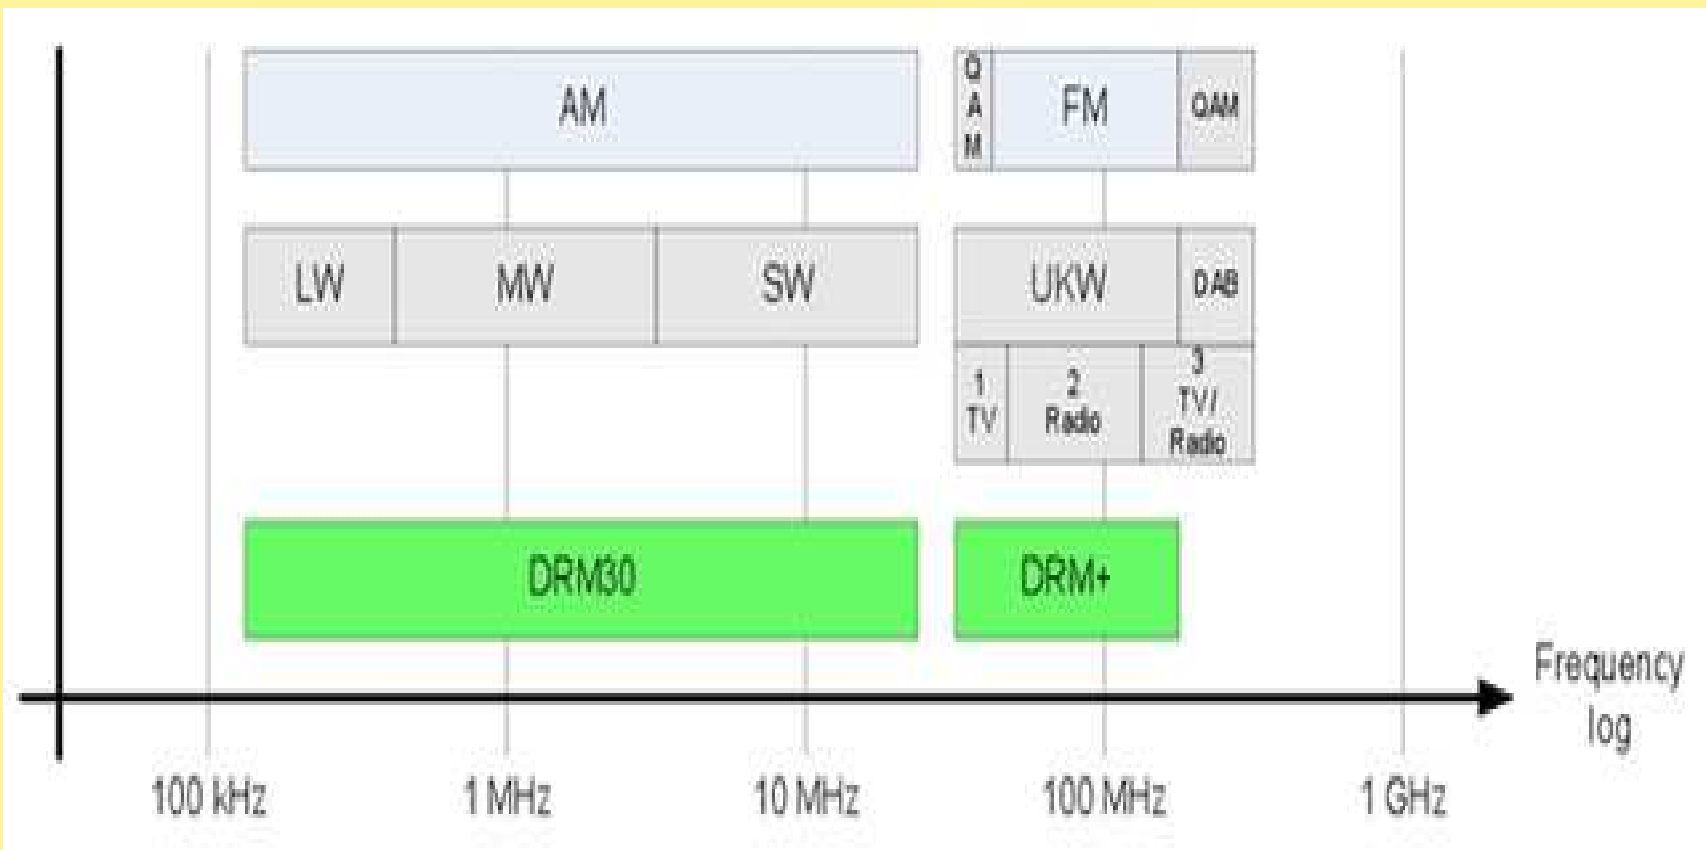 AM
Q
A
M
FM
QAM
LW
MW
SW
UKW
DAB
1
TV
2
Radio
3
TV/
Radio
DRM30
DRM+
Frequency
log
100 kHz
1 MHz
10 MHz
100 MHz
1 GHz